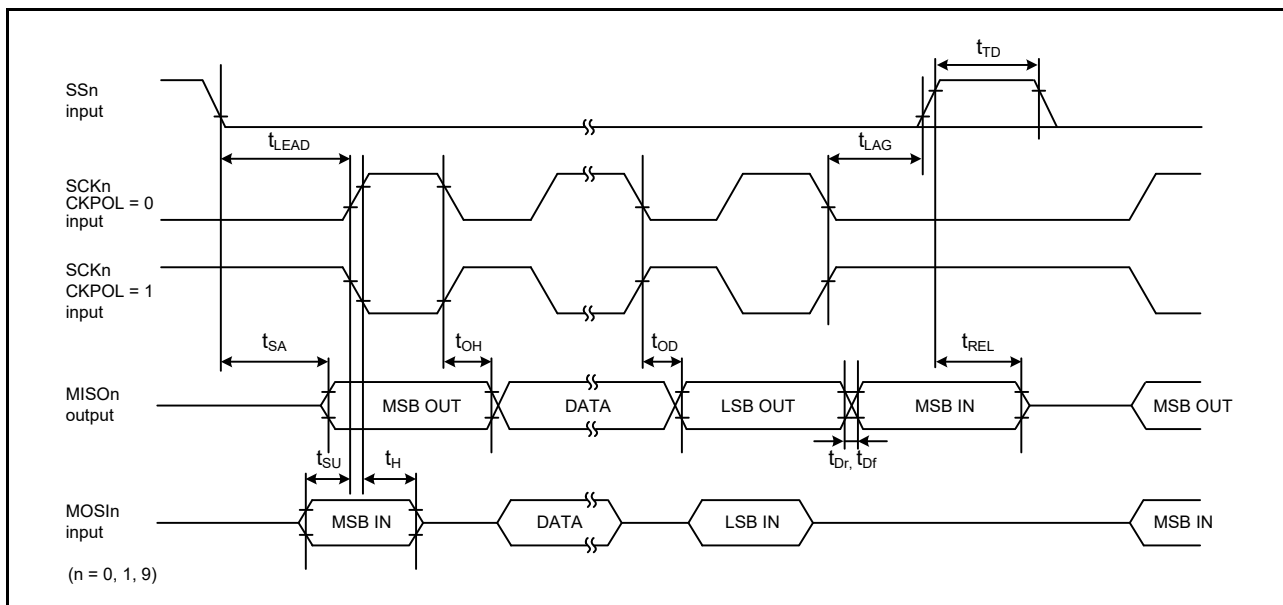 SSn
input
tTD
tLEAD
tLAG
SCKn
CKPOL = 0
input
SCKn
CKPOL = 1
input
tSA
tOH
tOD
tREL
MISOn
output
MSB OUT
DATA
LSB OUT
MSB IN
MSB OUT
tSU
tH
tDr, tDf
MOSIn
input
MSB IN
DATA
LSB IN
MSB IN
(n = 0, 1, 9)